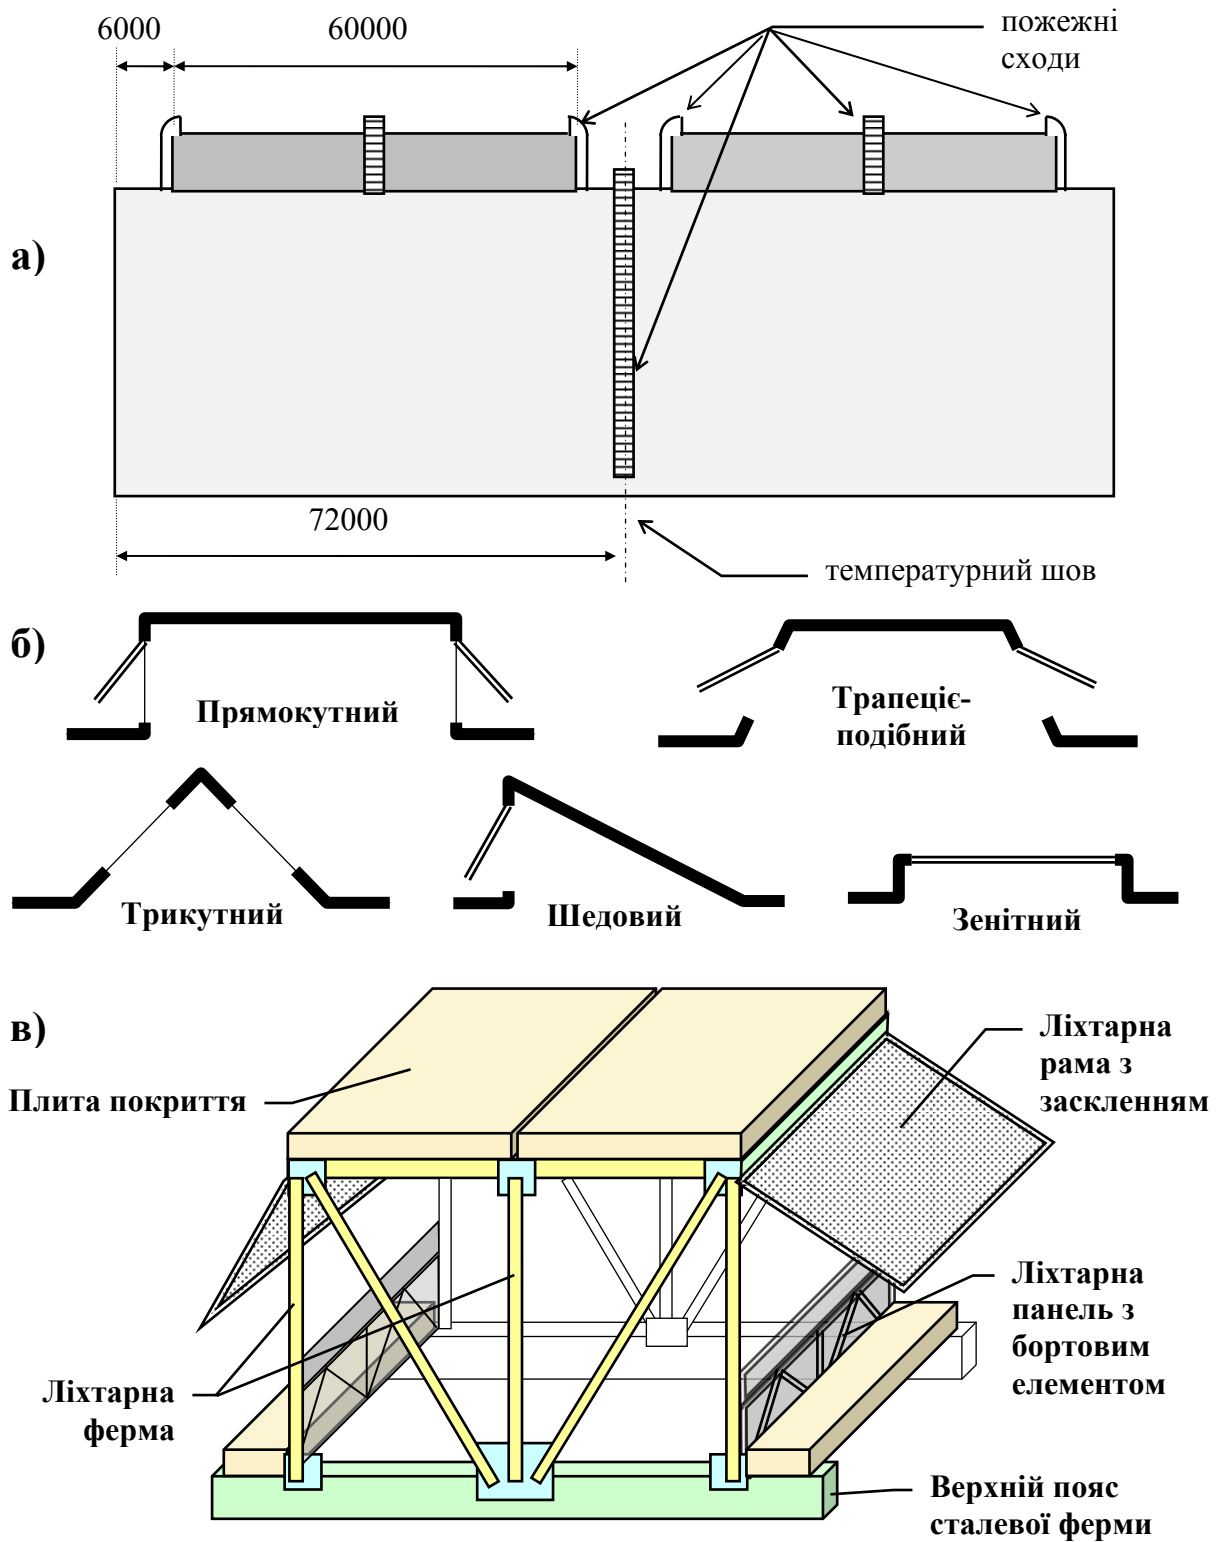 6000
60000
пожежні
сходи
а)
72000
температурний шов
б)
Прямокутний
Трапеціє-
подібний
Трикутний
Шедовий
Зенітний
в)
Плита покриття
Ліхтарна
рама з
заскленням
Ліхтарна
панель з
бортовим
елементом
Ліхтарна
ферма
Верхній пояс
сталевої ферми